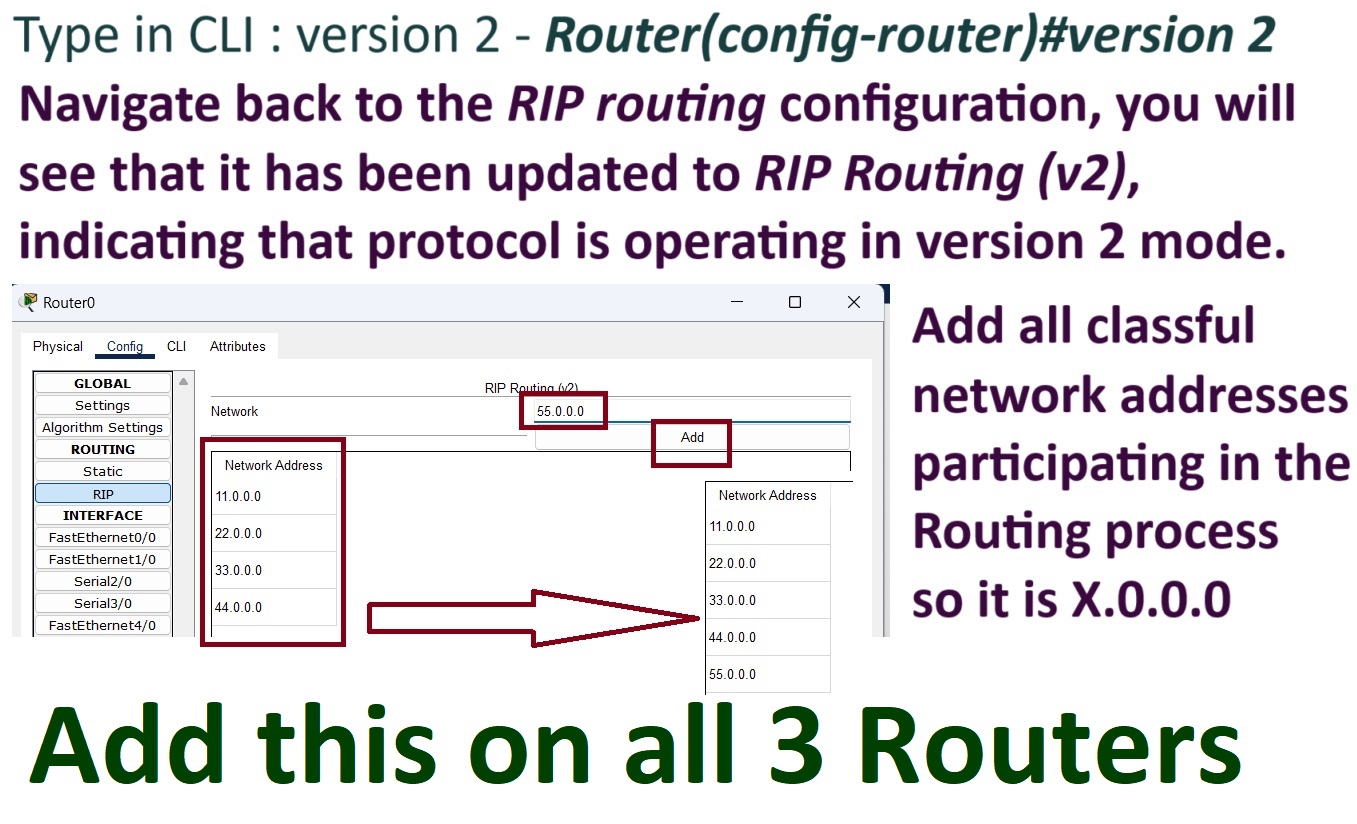 Type in CLI : version 2 - Router(config-router)#version 2
Navigate back to the RIP routing configuration, you will
see that it has been updated to RIP Routing (v2),
indicating that protocol is operating in version 2 mode.
Router0
Physical Config CLI Attributes
GLOBAL
Settings
Algorithm Settings
ROUTING
Static
RIP
INTERFACE
FastEthernet0/0
FastEthernet1/0
Serial2/0
Serial3/0
FastEthernet4/0
RIP Routing (v2)
Network 55.0.0.0
Add
Network Address
11.0.0.0
22.0.0.0
33.0.0.0
44.0.0.0
Network Address
11.0.0.0
22.0.0.0
33.0.0.0
44.0.0.0
55.0.0.0
Add all classful
network addresses
participating in the
Routing process
so it is X.0.0.0
Add this on all 3 Routers